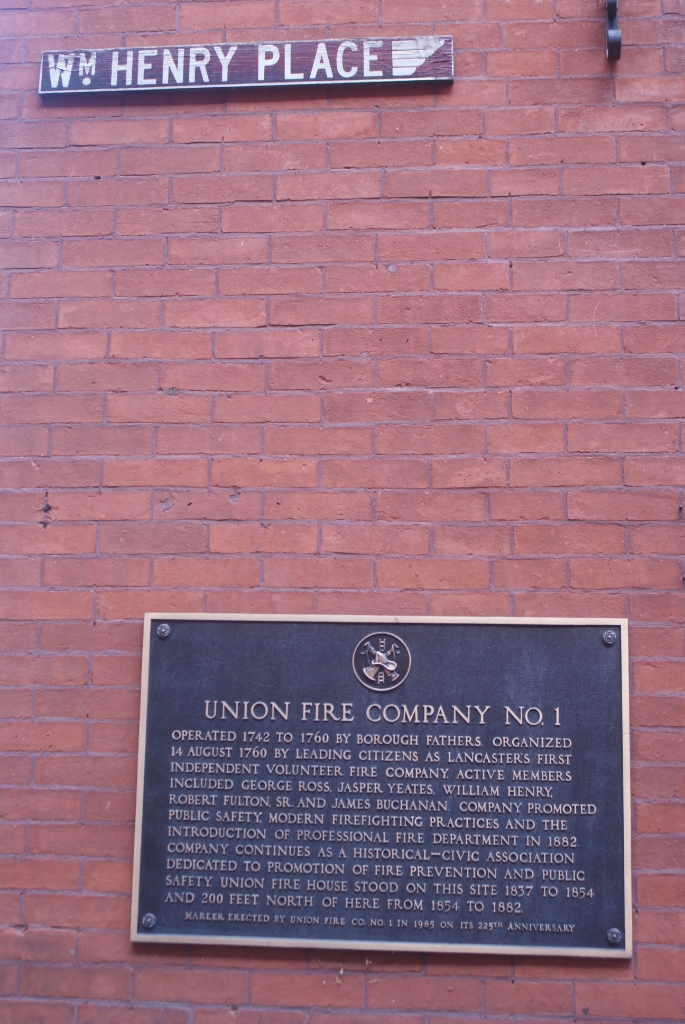 WM HENRY PLACE
UNION FIRE COMPANY NO. 1
OPERATED 1742 TO 1760 BY BOROUGH FATHERS. ORGANIZED
14 AUGUST 1760 BY LEADING CITIZENS AS LANCASTER'S FIRST
INDEPENDENT VOLUNTEER FIRE COMPANY. ACTIVE MEMBERS
INCLUDED GEORGE ROSS, JASPER YEATES, WILLIAM HENRY,
ROBERT FULTON, SR. AND JAMES BUCHANAN. COMPANY PROMOTED
PUBLIC SAFETY, MODERN FIREFIGHTING PRACTICES AND THE
INTRODUCTION OF PROFESSIONAL FIRE DEPARTMENT IN 1882.
COMPANY CONTINUES AS A HISTORICAL-CIVIC ASSOCIATION
DEDICATED TO PROMOTION OF FIRE PREVENTION AND PUBLIC
SAFETY. UNION FIRE HOUSE STOOD ON THIS SITE 1837 TO 1854
AND 200 FEET NORTH OF HERE FROM 1854 TO 1882.
MARKER ERECTED BY UNION FIRE CO. NO. 1 IN 1985 ON ITS 225TH ANNIVERSARY